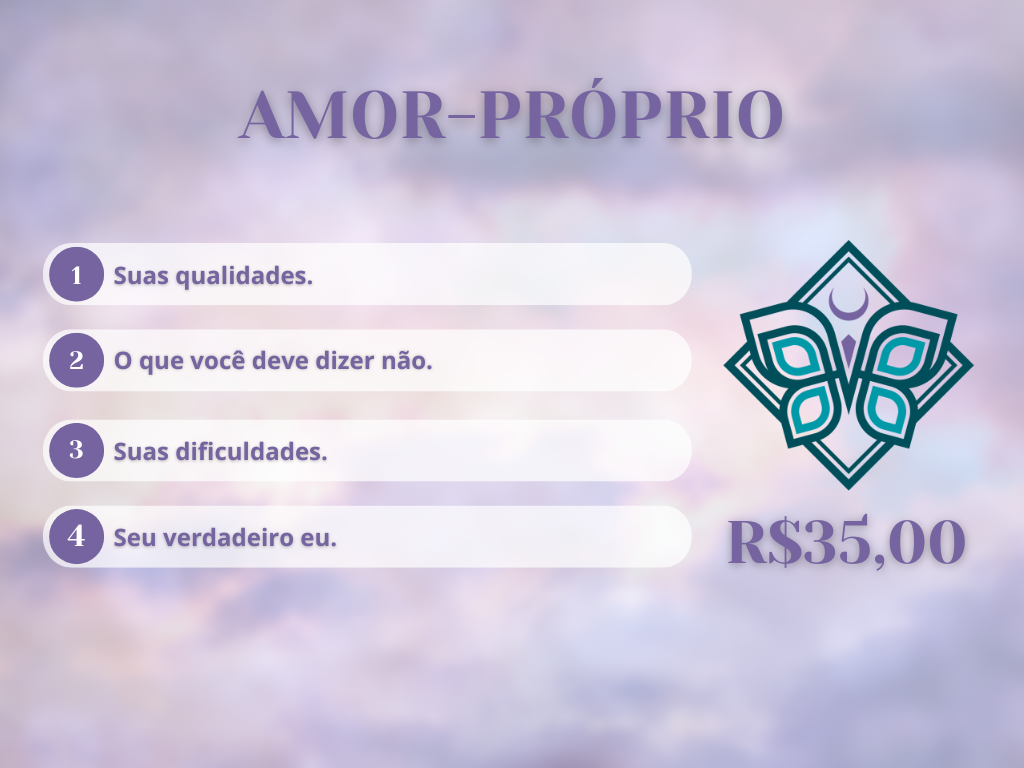 AMOR-PRÓPRIO
1 Suas qualidades.
2 O que você deve dizer não.
3 Suas dificuldades.
4 Seu verdadeiro eu.
R$35,00